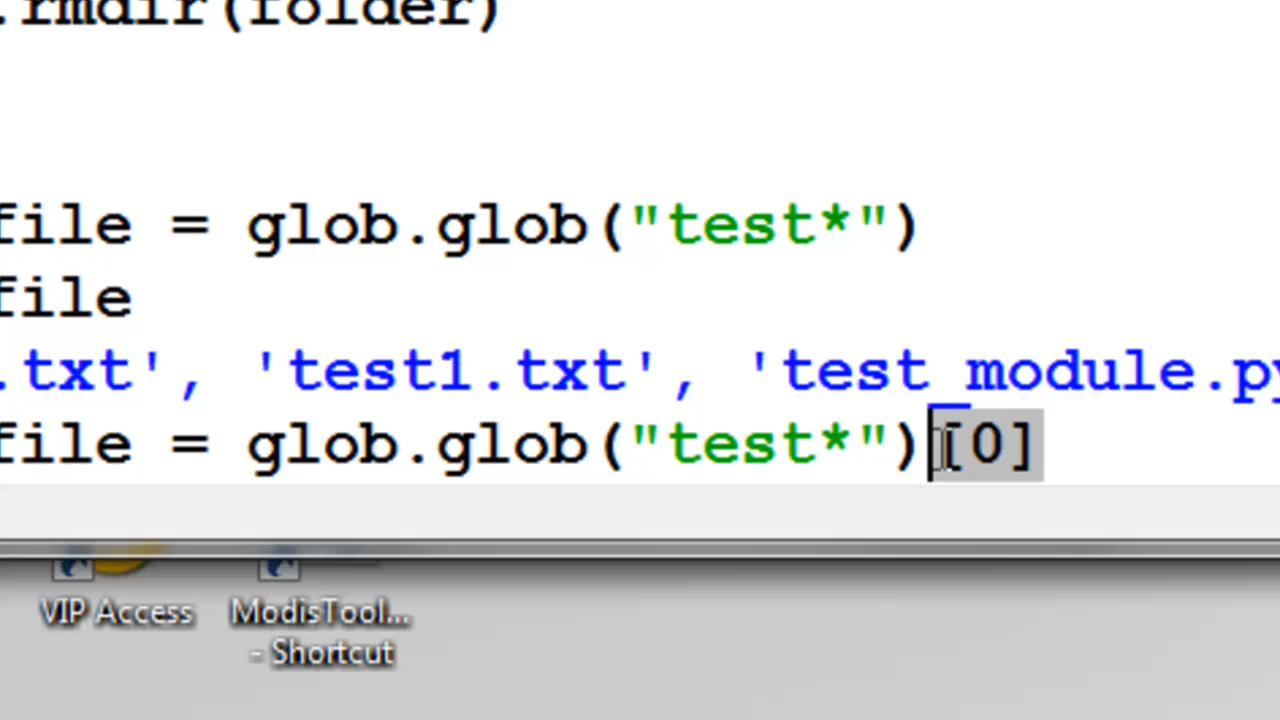 .rmdir(folder)
file = glob.glob("test*")
file
.txt', 'test1.txt', 'test_module.py
file = glob.glob("test*")[0]
VIP Access
ModisTool...
- Shortcut